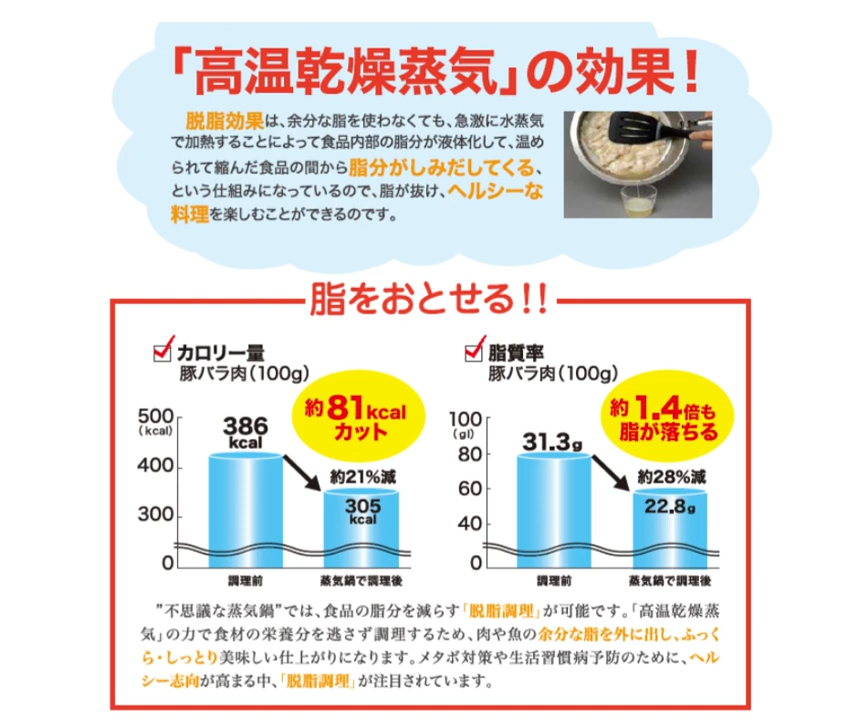 「高温乾燥蒸気」の効果！
脱脂効果は、余分な脂を使わなくても、急激に水蒸気
で加熱することによって食品内部の脂分が液体化して、温め
られて縮んだ食品の間から脂分がしみだしてくる、
という仕組みになっているので、脂が抜け、ヘルシーな
料理を楽しむことができるのです。
脂をおとせる!!
カロリー量
豚バラ肉(100g)
約81kcal
カット
500
(kcal)
400
300
0
386
kcal
約21%減
305
kcal
調理前
蒸気鍋で調理後
脂質率
豚バラ肉(100g)
約1.4倍も
脂が落ちる
100
(gl)
80
60
40
0
31.3g
約28%減
22.8g
調理前
蒸気鍋で調理後
”不思議な蒸気鍋”では、食品の脂分を減らす「脱脂調理」が可能です。「高温乾燥蒸
気」の力で食材の栄養分を逃さず調理するため、肉や魚の余分な脂を外に出し、ふっく
ら・しっとり美味しい仕上がりになります。メタボ対策や生活習慣病予防のために、ヘル
シー志向が高まる中、「脱脂調理」が注目されています。